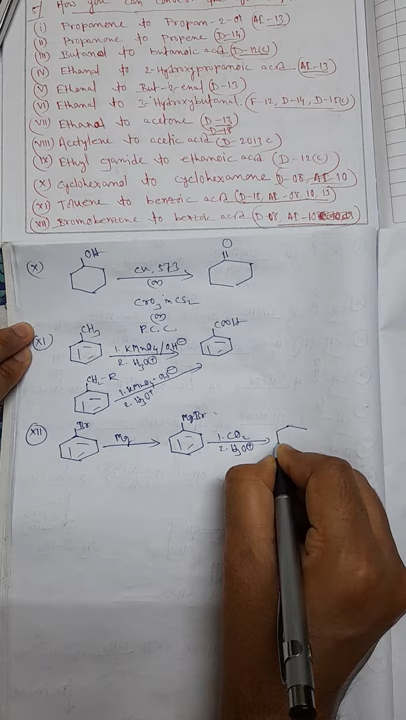 How you can
i) Propanone to Propan-2-ol (AI-13)
ii) Propanone to Propene (D-14)
iii) Butanol to butanoic acid (D-12(C)
iv) Ethanal to 2-Hydroxypropanoic acid (AI-13)
v) Ethanal to But-2-enal (D-13)
vi) Ethanal to 3-Hydroxybutanal (F-12, D-14, D-15(C)
vii) Ethanol to acetone (D-13)
D-18
viii) Acetylene to acetic acid (D-2013 C)
ix) Ethyl cyanide to ethanoic acid (D-12(C)
x) cyclohexanol to cyclohexanone (D-08, AI-10
xi) Toluene to benzoic acid (D-18, AI-08, 10, 13
xii) Bromobenzene to benzoic acid (D-08, AI-10
(X) OH Cu, 573 O
(or)
CrO3 in CS2
(or)
P.C.C.
(XI) CH3 1. KMnO4/OH⊖ COOH
2. H3O⊕
CH2-R 1. KMnO4-OH⊖
2. H3O+
(XII) Br Mg MgBr 1. CO2
2. H3O⊕